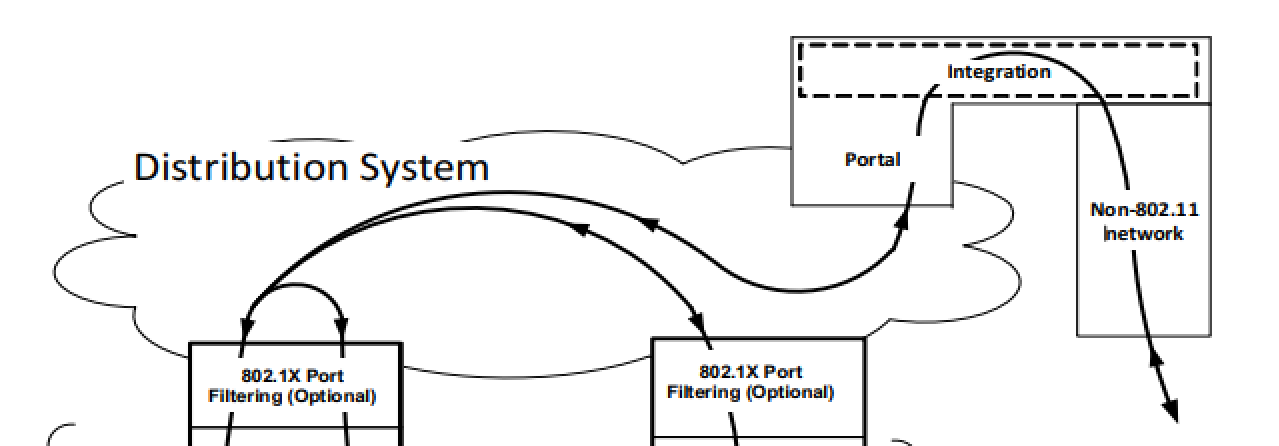 Integration
Distribution System
Portal
Non-802.11
network
802.1X Port
Filtering (Optional)
802.1X Port
Filtering (Optional)